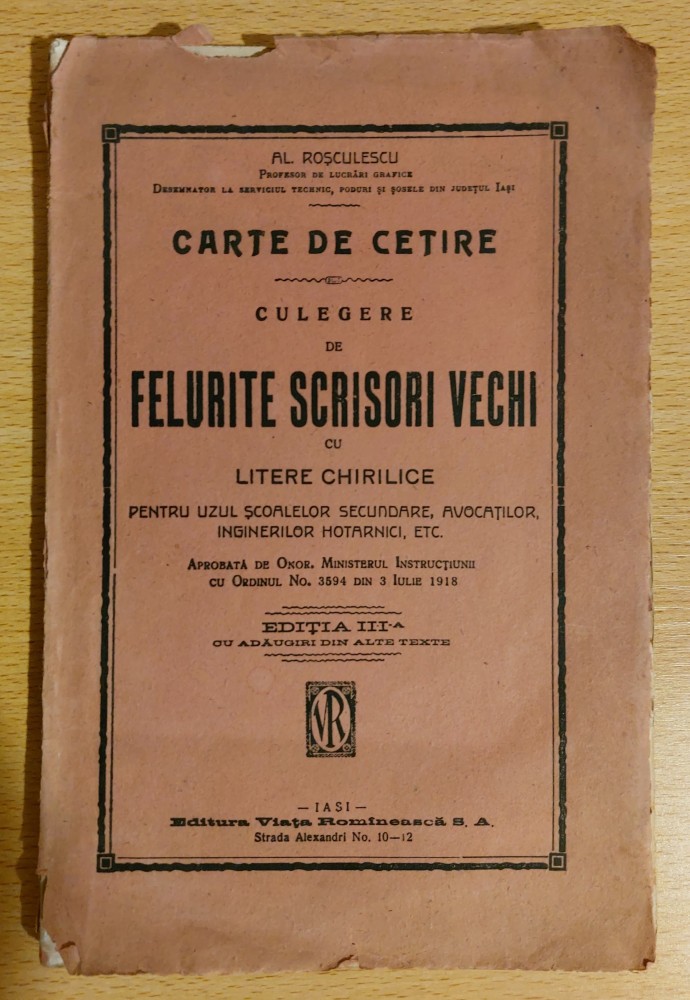 AL. ROȘCULESCU
PROFESOR DE LUCRĂRI GRAFICE
DESEMNATOR LA SERVICIUL TECHNIC, PODURI ȘI ȘOSELE DIN JUDEȚUL IAȘI
CARTE DE CETIRE
CULEGERE
DE
FELURITE SCRISORI VECHI
CU
LITERE CHIRILICE
PENTRU UZUL ȘCOALELOR SECUNDARE, AVOCAȚILOR,
INGINERILOR HOTARNICI, ETC.
APROBATĂ DE ONOR. MINISTERUL INSTRUCȚIUNII
CU ORDINUL NO. 3594 DIN 3 IULIE 1918
EDIȚIA III-A
CU ADĂUGIRI DIN ALTE TEXTE
VR
— IAȘI —
Editura Viața Romînească S. A.
Strada Alexandri No. 10—12